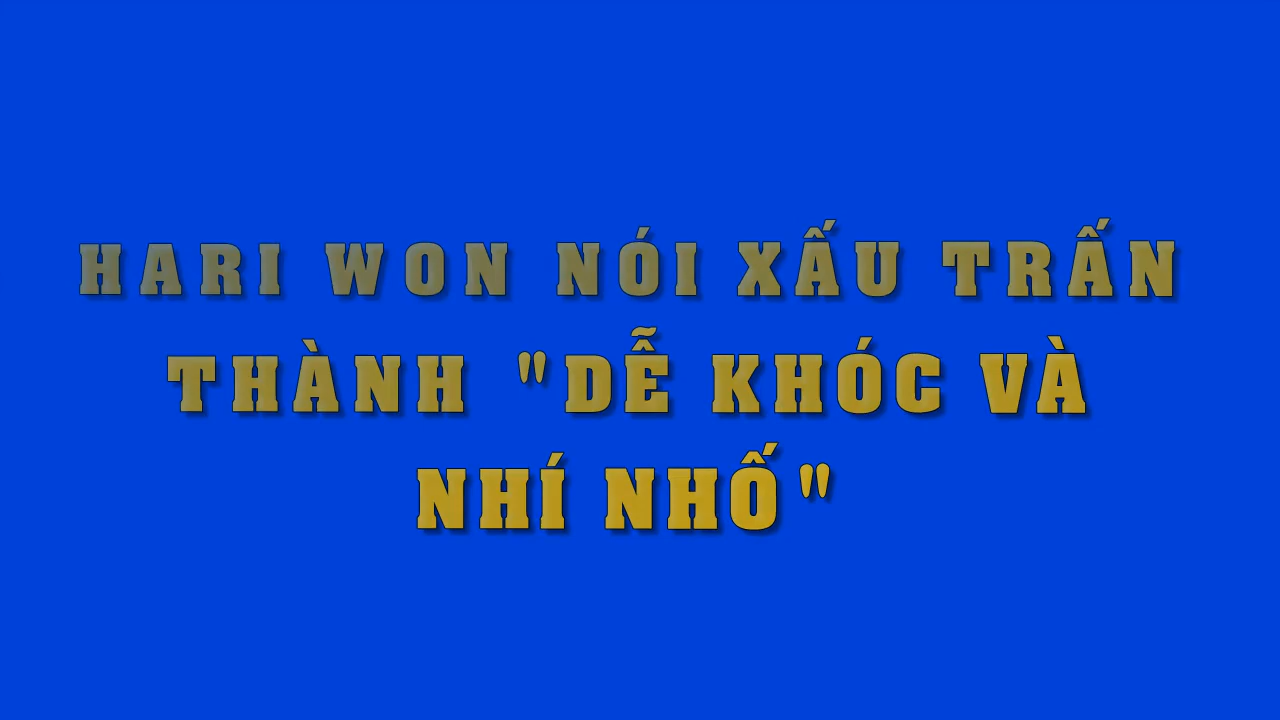 HARI WON NÓI XẤU TRẤN
THÀNH "DỄ KHÓC VÀ
NHÍ NHỐ"